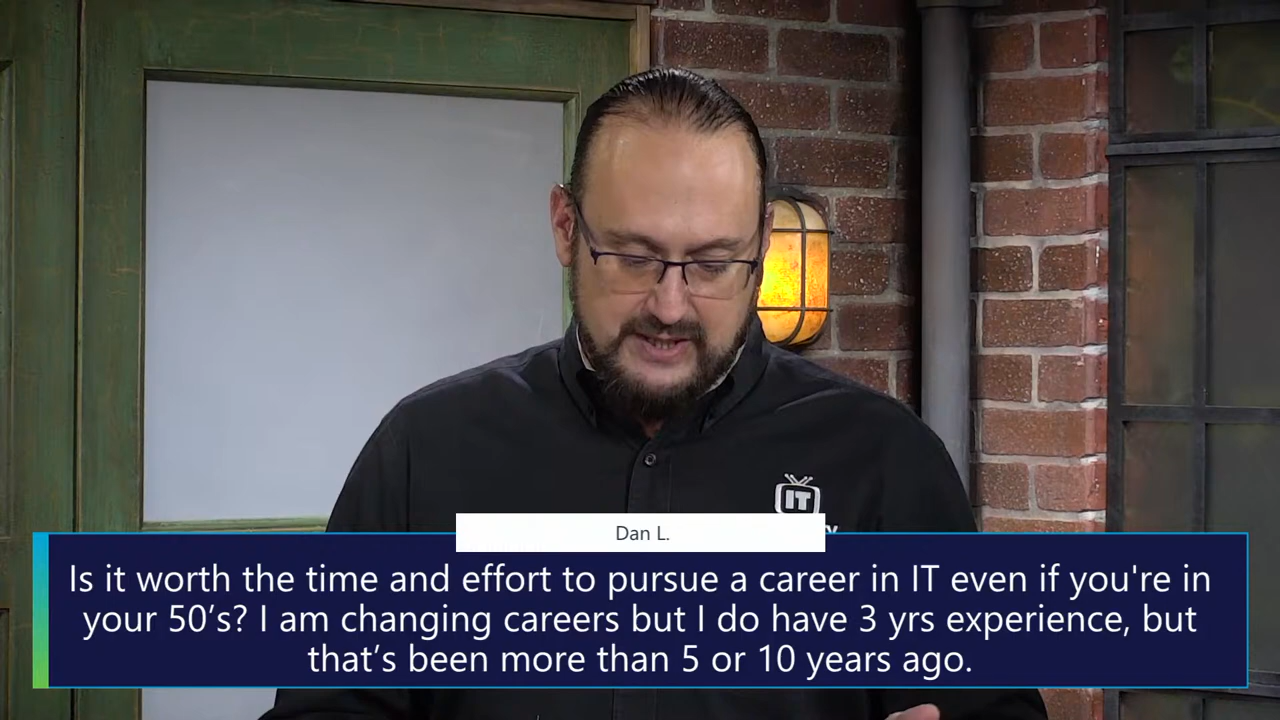 IT
Dan L.
Is it worth the time and effort to pursue a career in IT even if you're in
your 50’s? I am changing careers but I do have 3 yrs experience, but
that’s been more than 5 or 10 years ago.